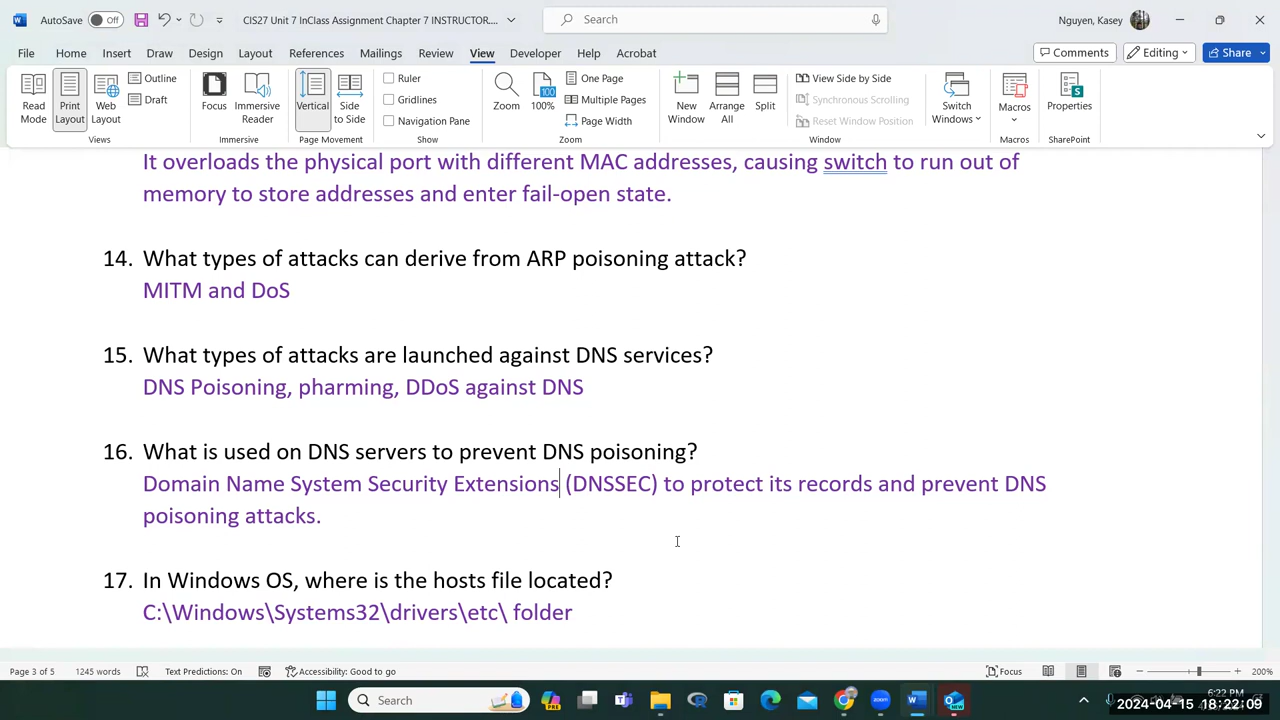 AutoSave Off CIS27 Unit 7 InClass Assignment Chapter 7 INSTRUCTOR.... Search Nguyen, Kasey
File Home Insert Draw Design Layout References Mailings Review View Developer Help Acrobat Comments Editing Share
Read Mode Print Layout Web Layout Outline Draft Views
Focus Immersive Reader Immersive
Vertical Side to Side Page Movement
Ruler Gridlines Navigation Pane Show
Zoom 100% One Page Multiple Pages Page Width Zoom
New Window Arrange All Split View Side by Side Synchronous Scrolling Reset Window Position Switch Windows Window
Macros Macros
Properties SharePoint
It overloads the physical port with different MAC addresses, causing switch to run out of
memory to store addresses and enter fail-open state.
14. What types of attacks can derive from ARP poisoning attack?
MITM and DoS
15. What types of attacks are launched against DNS services?
DNS Poisoning, pharming, DDoS against DNS
16. What is used on DNS servers to prevent DNS poisoning?
Domain Name System Security Extensions (DNSSEC) to protect its records and prevent DNS
poisoning attacks.
17. In Windows OS, where is the hosts file located?
C:\Windows\Systems32\drivers\etc\ folder
Page 3 of 5 1245 words Text Predictions: On Accessibility: Good to go Focus 200%
Search 6:22 PM
2024-04-15 18:22:09